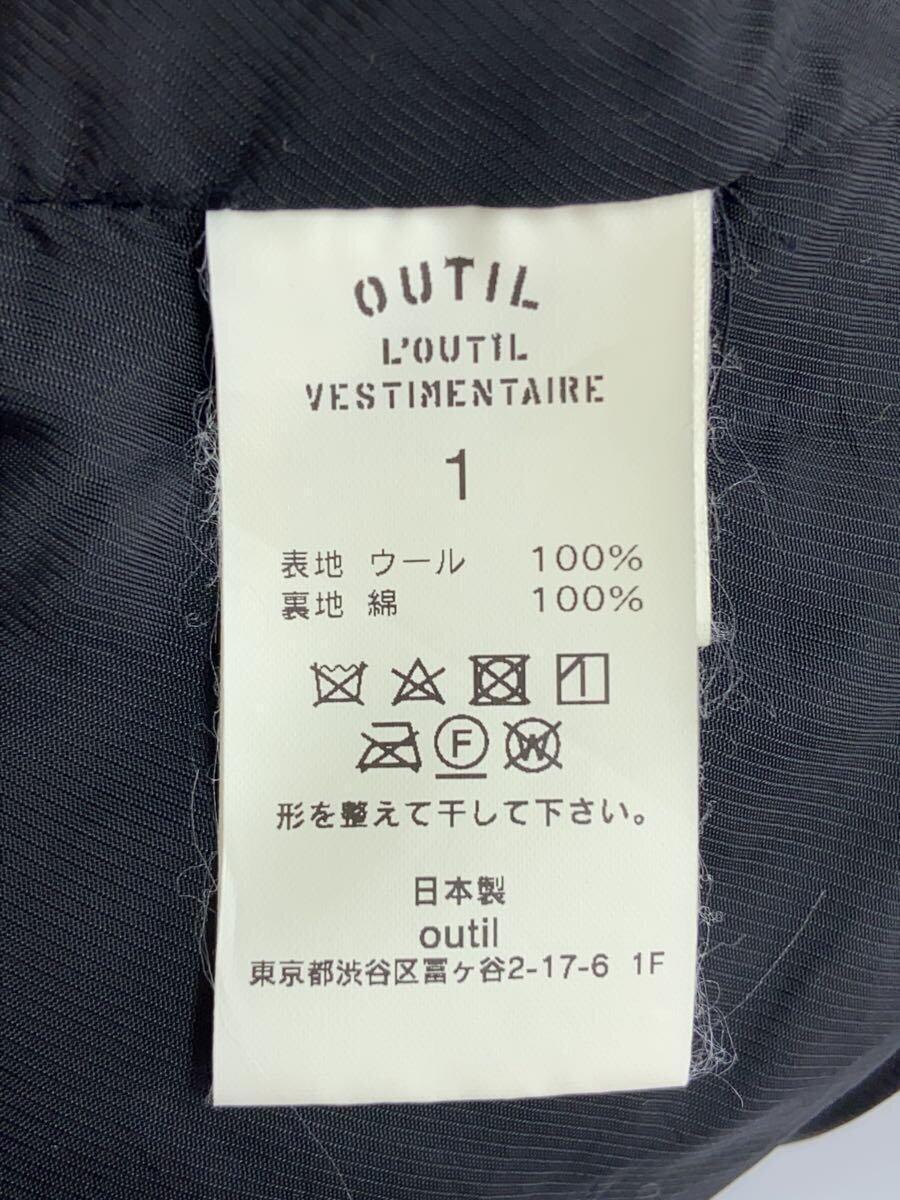 OUTIL
L'OUTIL
VESTIMENTAIRE
1
表地 ウール 100%
裏地 綿 100%
1
F W
形を整えて干して下さい。
日本製
outil
東京都渋谷区冨ヶ谷2-17-6 1F